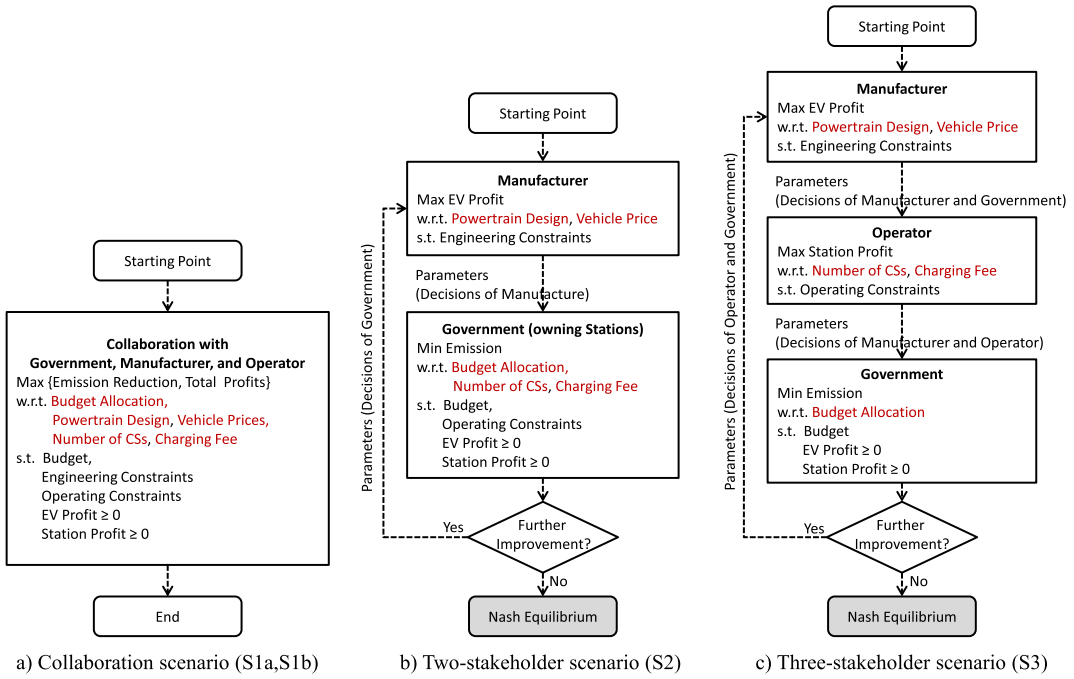 Starting Point
Collaboration with
Government, Manufacturer, and Operator
Max {Emission Reduction, Total Profits}
w.r.t. Budget Allocation,
Powertrain Design, Vehicle Prices,
Number of CSs, Charging Fee
s.t. Budget,
Engineering Constraints
Operating Constraints
EV Profit ≥ 0
Station Profit ≥ 0
End
a) Collaboration scenario (S1a,S1b)
Starting Point
Manufacturer
Max EV Profit
w.r.t. Powertrain Design, Vehicle Price
s.t. Engineering Constraints
Parameters
(Decisions of Manufacture)
Parameters (Decisions of Government)
Government (owning Stations)
Min Emission
w.r.t. Budget Allocation,
Number of CSs, Charging Fee
s.t. Budget,
Operating Constraints
EV Profit ≥ 0
Station Profit ≥ 0
Further
Improvement?
Yes
No
Nash Equilibrium
b) Two-stakeholder scenario (S2)
Starting Point
Manufacturer
Max EV Profit
w.r.t. Powertrain Design, Vehicle Price
s.t. Engineering Constraints
Parameters
(Decisions of Manufacturer and Government)
Parameters (Decisions of Operator and Government)
Operator
Max Station Profit
w.r.t. Number of CSs, Charging Fee
s.t. Operating Constraints
Parameters
(Decisions of Manufacturer and Operator)
Government
Min Emission
w.r.t. Budget Allocation
s.t. Budget
EV Profit ≥ 0
Station Profit ≥ 0
Further
Improvement?
Yes
No
Nash Equilibrium
c) Three-stakeholder scenario (S3)